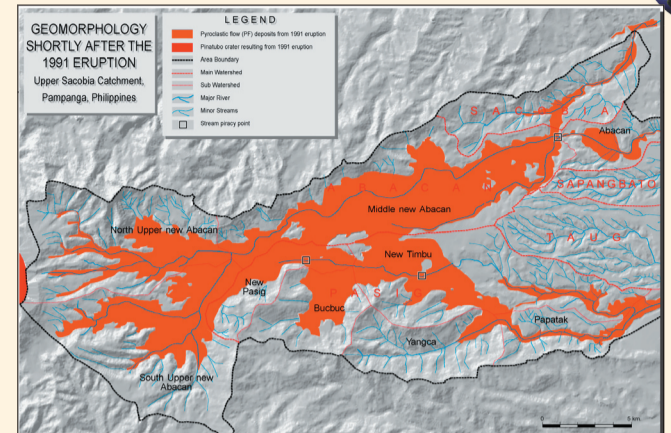 GEOMORPHOLOGY
SHORTLY AFTER THE
1991 ERUPTION
Upper Sacobia Catchment,
Pampanga, Philippines
LEGEND
Pyroclastic flow (PF) deposits from 1991 eruption
Pinatubo crater resulting from 1991 eruption
Area Boundary
Main Watershed
Sub Watershed
Major River
Minor Streams
Stream piracy point
SACOBIA
Abacan
ABACA
SAPANGBATO
Middle new Abacan
North Upper new Abacan
TAUG
New Timbu
New
Pasig
Bucbuc
Papatak
Yangca
South Upper new
Abacan
0 5 km